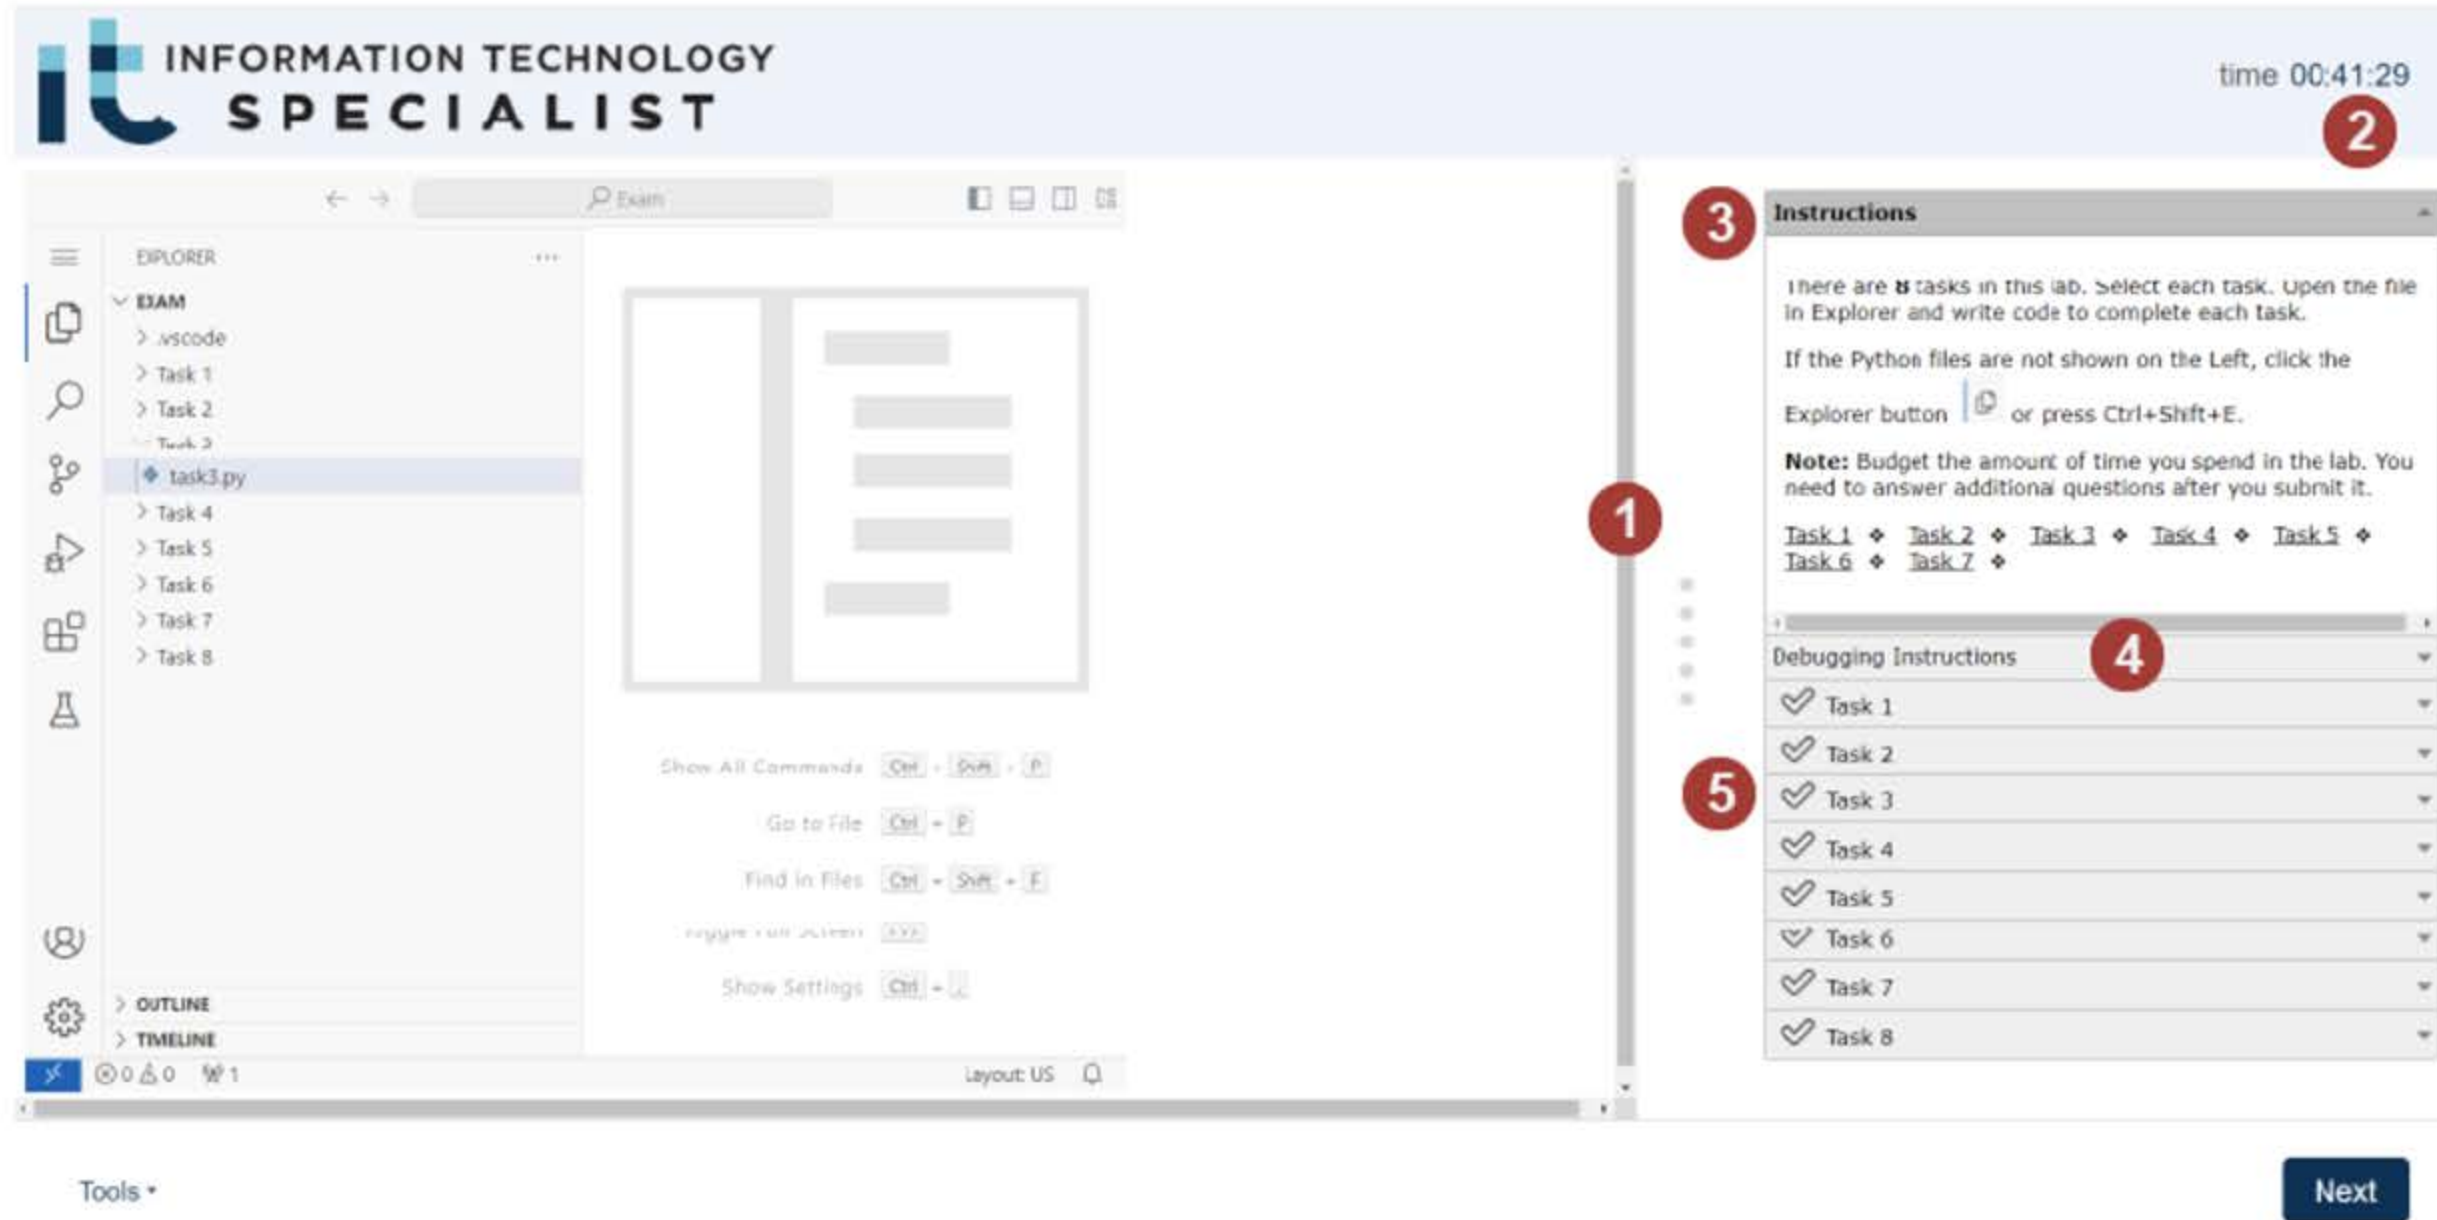 INFORMATION TECHNOLOGY
SPECIALIST
time 00:41:29
2
Exam
EXPLORER
EXAM
.vscode
Task 1
Task 2
Task 3
task3.py
Task 4
Task 5
Task 6
Task 7
Task 8
OUTLINE
TIMELINE
Show All Commands Ctrl + Shift + P
Go to File Ctrl + P
Find in Files Ctrl + Shift + F
Toggle Full Screen
Show Settings Ctrl + ,
0 0 1
Layout: US
1
3
Instructions
There are 8 tasks in this lab. Select each task. Open the file
in Explorer and write code to complete each task.
If the Python files are not shown on the Left, click the
Explorer button or press Ctrl+Shift+E.
Note: Budget the amount of time you spend in the lab. You
need to answer additional questions after you submit it.
Task 1 ❖ Task 2 ❖ Task 3 ❖ Task 4 ❖ Task 5 ❖
Task 6 ❖ Task 7 ❖
Debugging Instructions
4
Task 1
Task 2
5
Task 3
Task 4
Task 5
Task 6
Task 7
Task 8
Tools
Next